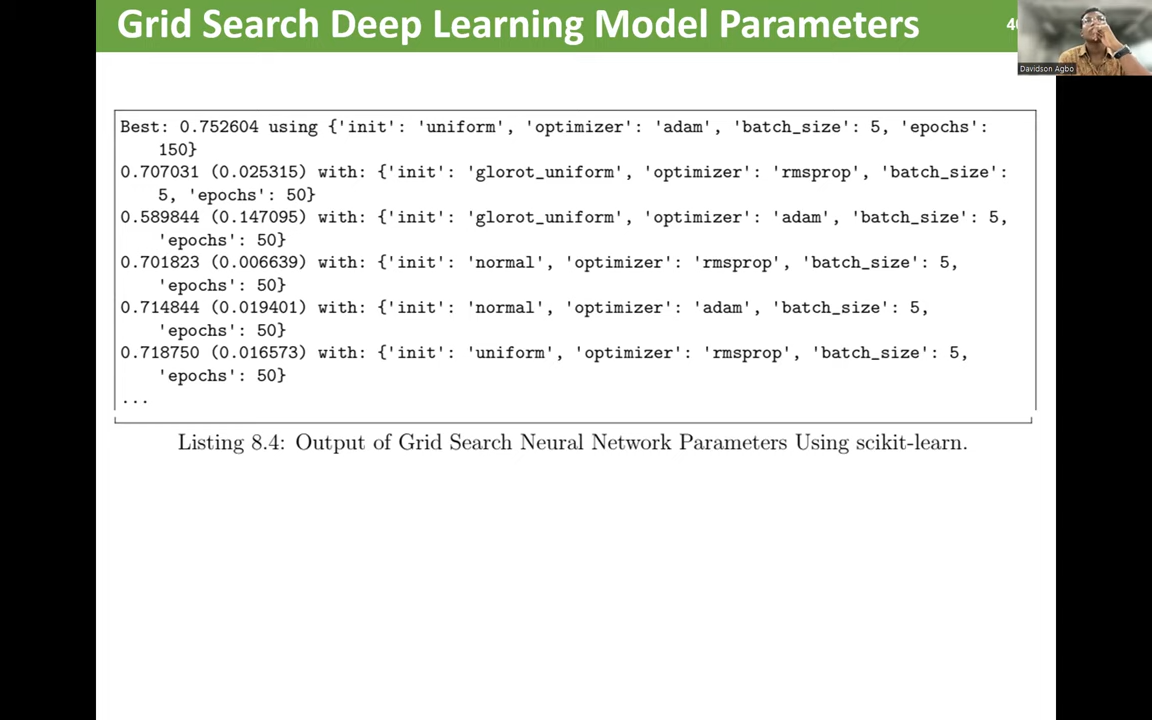 Grid Search Deep Learning Model Parameters
Davidson Agbo
Best: 0.752604 using {'init': 'uniform', 'optimizer': 'adam', 'batch_size': 5, 'epochs':
150}
0.707031 (0.025315) with: {'init': 'glorot_uniform', 'optimizer': 'rmsprop', 'batch_size':
5, 'epochs': 50}
0.589844 (0.147095) with: {'init': 'glorot_uniform', 'optimizer': 'adam', 'batch_size': 5,
'epochs': 50}
0.701823 (0.006639) with: {'init': 'normal', 'optimizer': 'rmsprop', 'batch_size': 5,
'epochs': 50}
0.714844 (0.019401) with: {'init': 'normal', 'optimizer': 'adam', 'batch_size': 5,
'epochs': 50}
0.718750 (0.016573) with: {'init': 'uniform', 'optimizer': 'rmsprop', 'batch_size': 5,
'epochs': 50}
...
Listing 8.4: Output of Grid Search Neural Network Parameters Using scikit-learn.